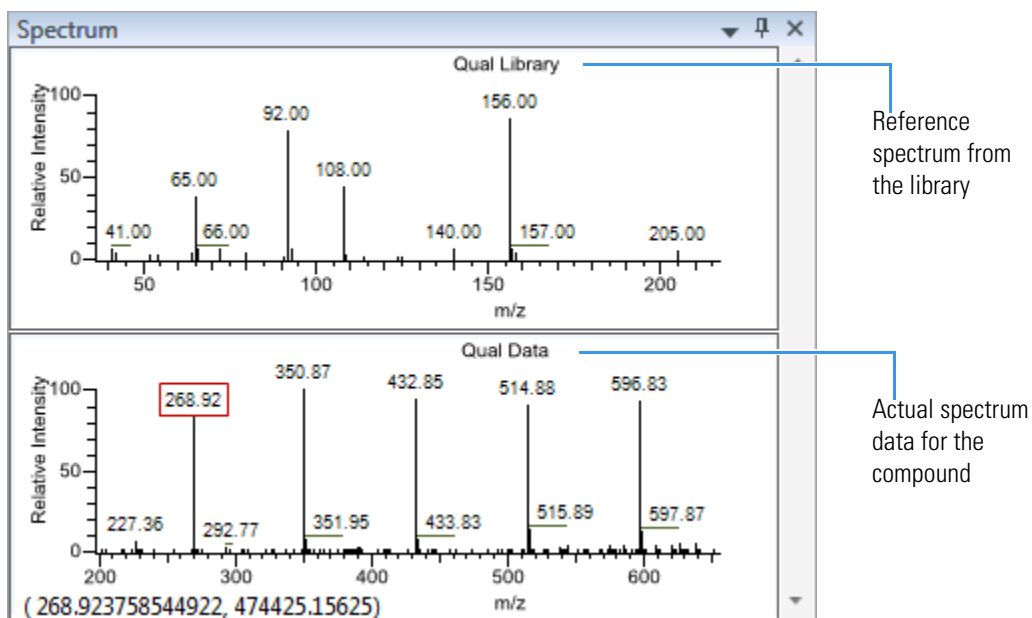 Spectrum
Qual Library
Relative Intensity
100
50
0
41.00
65.00
66.00
92.00
108.00
140.00
156.00
157.00
205.00
50
100
150
200
m/z
Reference
spectrum from
the library
Qual Data
Relative Intensity
100
50
0
227.36
268.92
292.77
350.87
351.95
432.85
433.83
514.88
515.89
596.83
597.87
200
300
400
500
600
(268.923758544922, 474425.15625)
m/z
Actual spectrum
data for the
compound